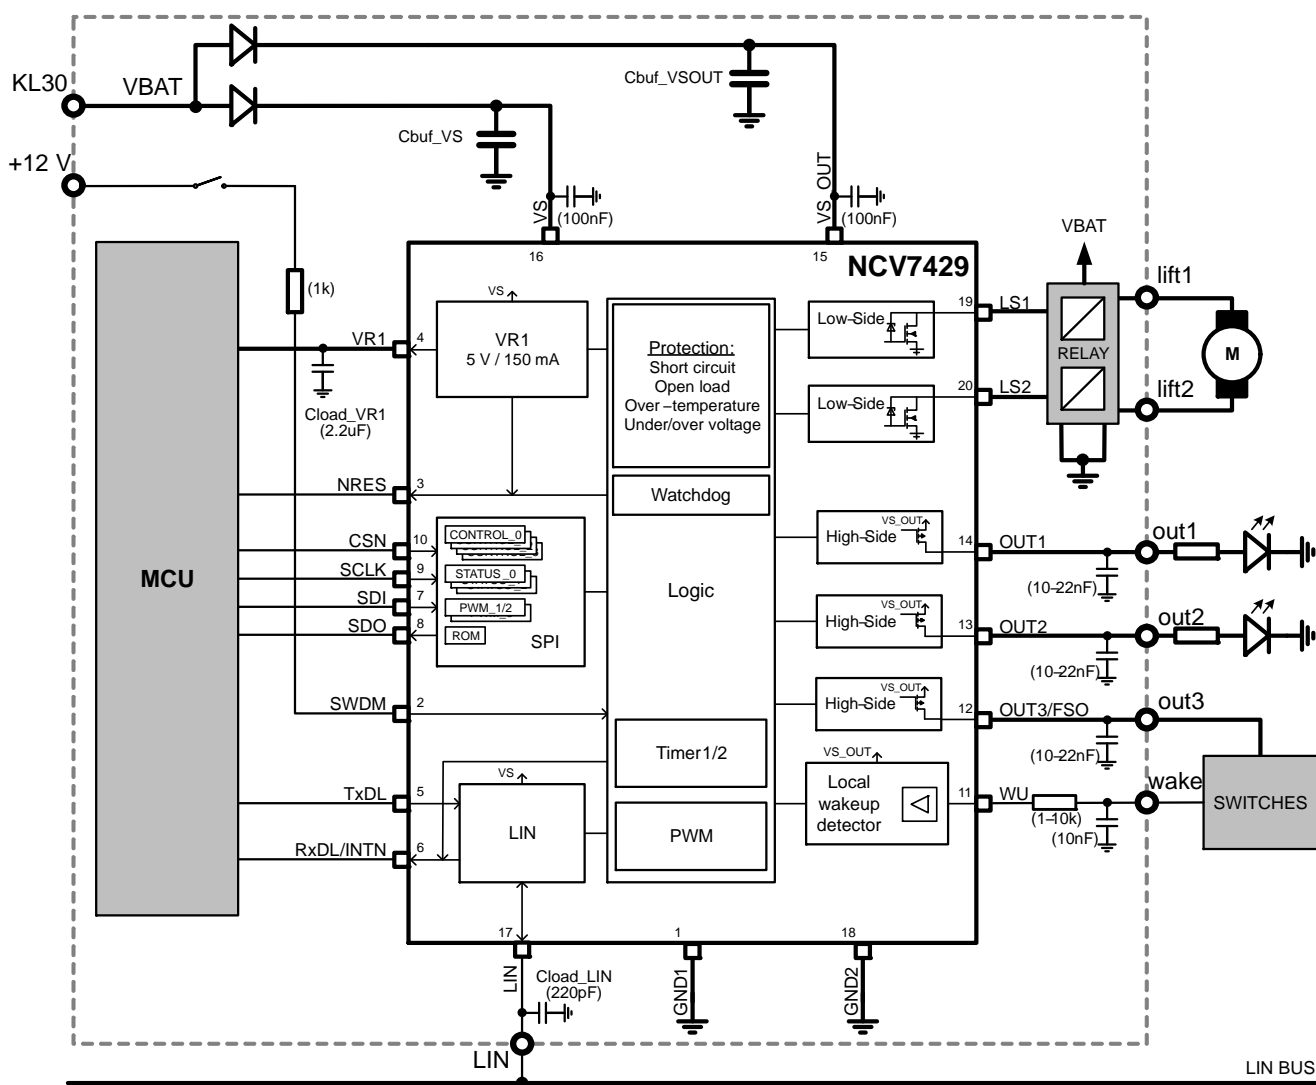 KL30
VBAT
Cbuf_VSOUT
Cbuf_VS
+12 V
VS
(100nF)
VS_OUT
(100nF)
16
15
NCV7429
VBAT
(1k)
VS
VR1
5 V / 150 mA
VR1
4
Cload_VR1
(2.2uF)
Protection:
Short circuit
Open load
Over-temperature
Under/over voltage
Low-Side
19
LS1
Low-Side
20
LS2
RELAY
lift1
lift2
M
NRES
3
Watchdog
MCU
CSN
10
SCLK
9
SDI
7
SDO
8
CONTROL_0
STATUS_0
PWM_1/2
ROM
SPI
Logic
VS_OUT
High-Side
14
OUT1
(10-22nF)
out1
VS_OUT
High-Side
13
OUT2
(10-22nF)
out2
VS_OUT
High-Side
12
OUT3/FSO
(10-22nF)
out3
SWDM
2
Timer1/2
PWM
VS_OUT
Local
wakeup
detector
11
WU
(1-10k)
(10nF)
wake
SWITCHES
TxDL
5
VS
LIN
RxDL/INTN
6
17
1
18
LIN
GND1
GND2
Cload_LIN
(220pF)
LIN
LIN BUS